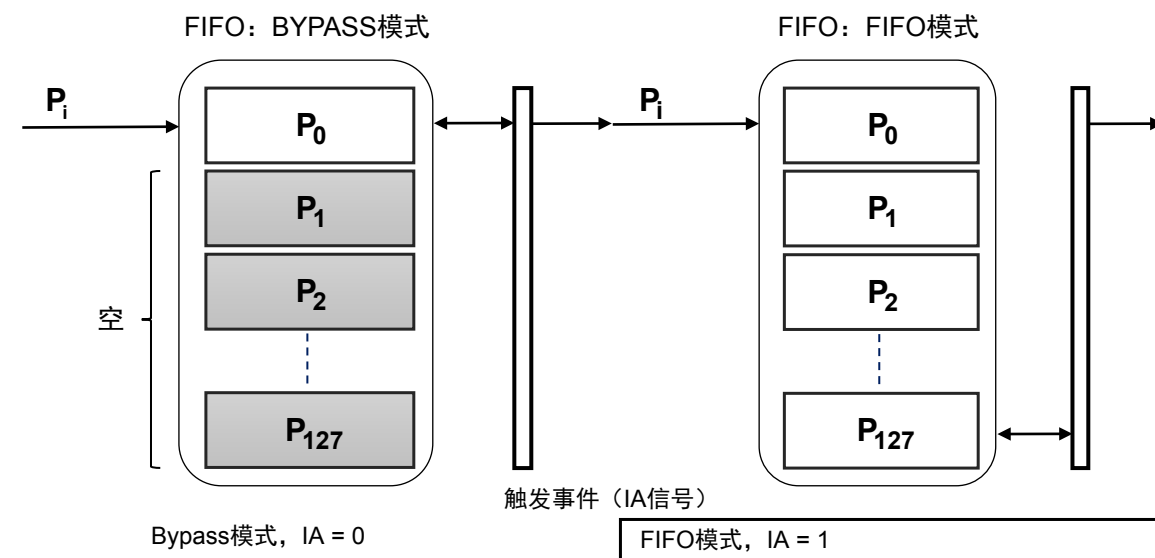 FIFO：BYPASS模式
FIFO：FIFO模式
Pi
P0
P1
P2
P127
空
Pi
P0
P1
P2
P127
触发事件（IA信号）
Bypass模式，IA = 0
FIFO模式，IA = 1